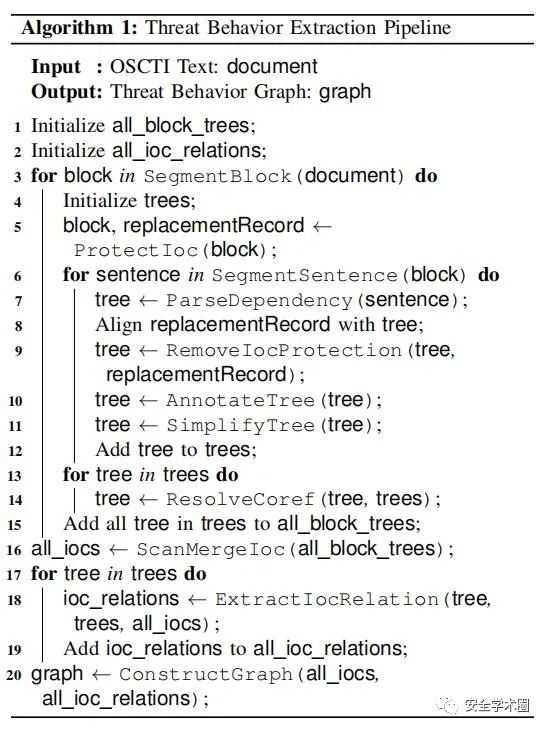 Algorithm 1: Threat Behavior Extraction Pipeline
Input : OSCTI Text: document
Output: Threat Behavior Graph: graph
1 Initialize all_block_trees;
2 Initialize all_ioc_relations;
3 for block in SegmentBlock(document) do
4 Initialize trees;
5 block, replacementRecord ←
ProtectIoc(block);
6 for sentence in SegmentSentence(block) do
7 tree ← ParseDependency(sentence);
8 Align replacementRecord with tree;
9 tree ← RemoveIocProtection(tree,
replacementRecord);
10 tree ← AnnotateTree(tree);
11 tree ← SimplifyTree(tree);
12 Add tree to trees;
13 for tree in trees do
14 tree ← ResolveCoref(tree, trees);
15 Add all tree in trees to all_block_trees;
16 all_iocs ← ScanMergeIoc(all_block_trees);
17 for tree in trees do
18 ioc_relations ← ExtractIocRelation(tree,
trees, all_iocs);
19 Add ioc_relations to all_ioc_relations;
20 graph ← ConstructGraph(all_iocs,
all_ioc_relations);
安全学术圈